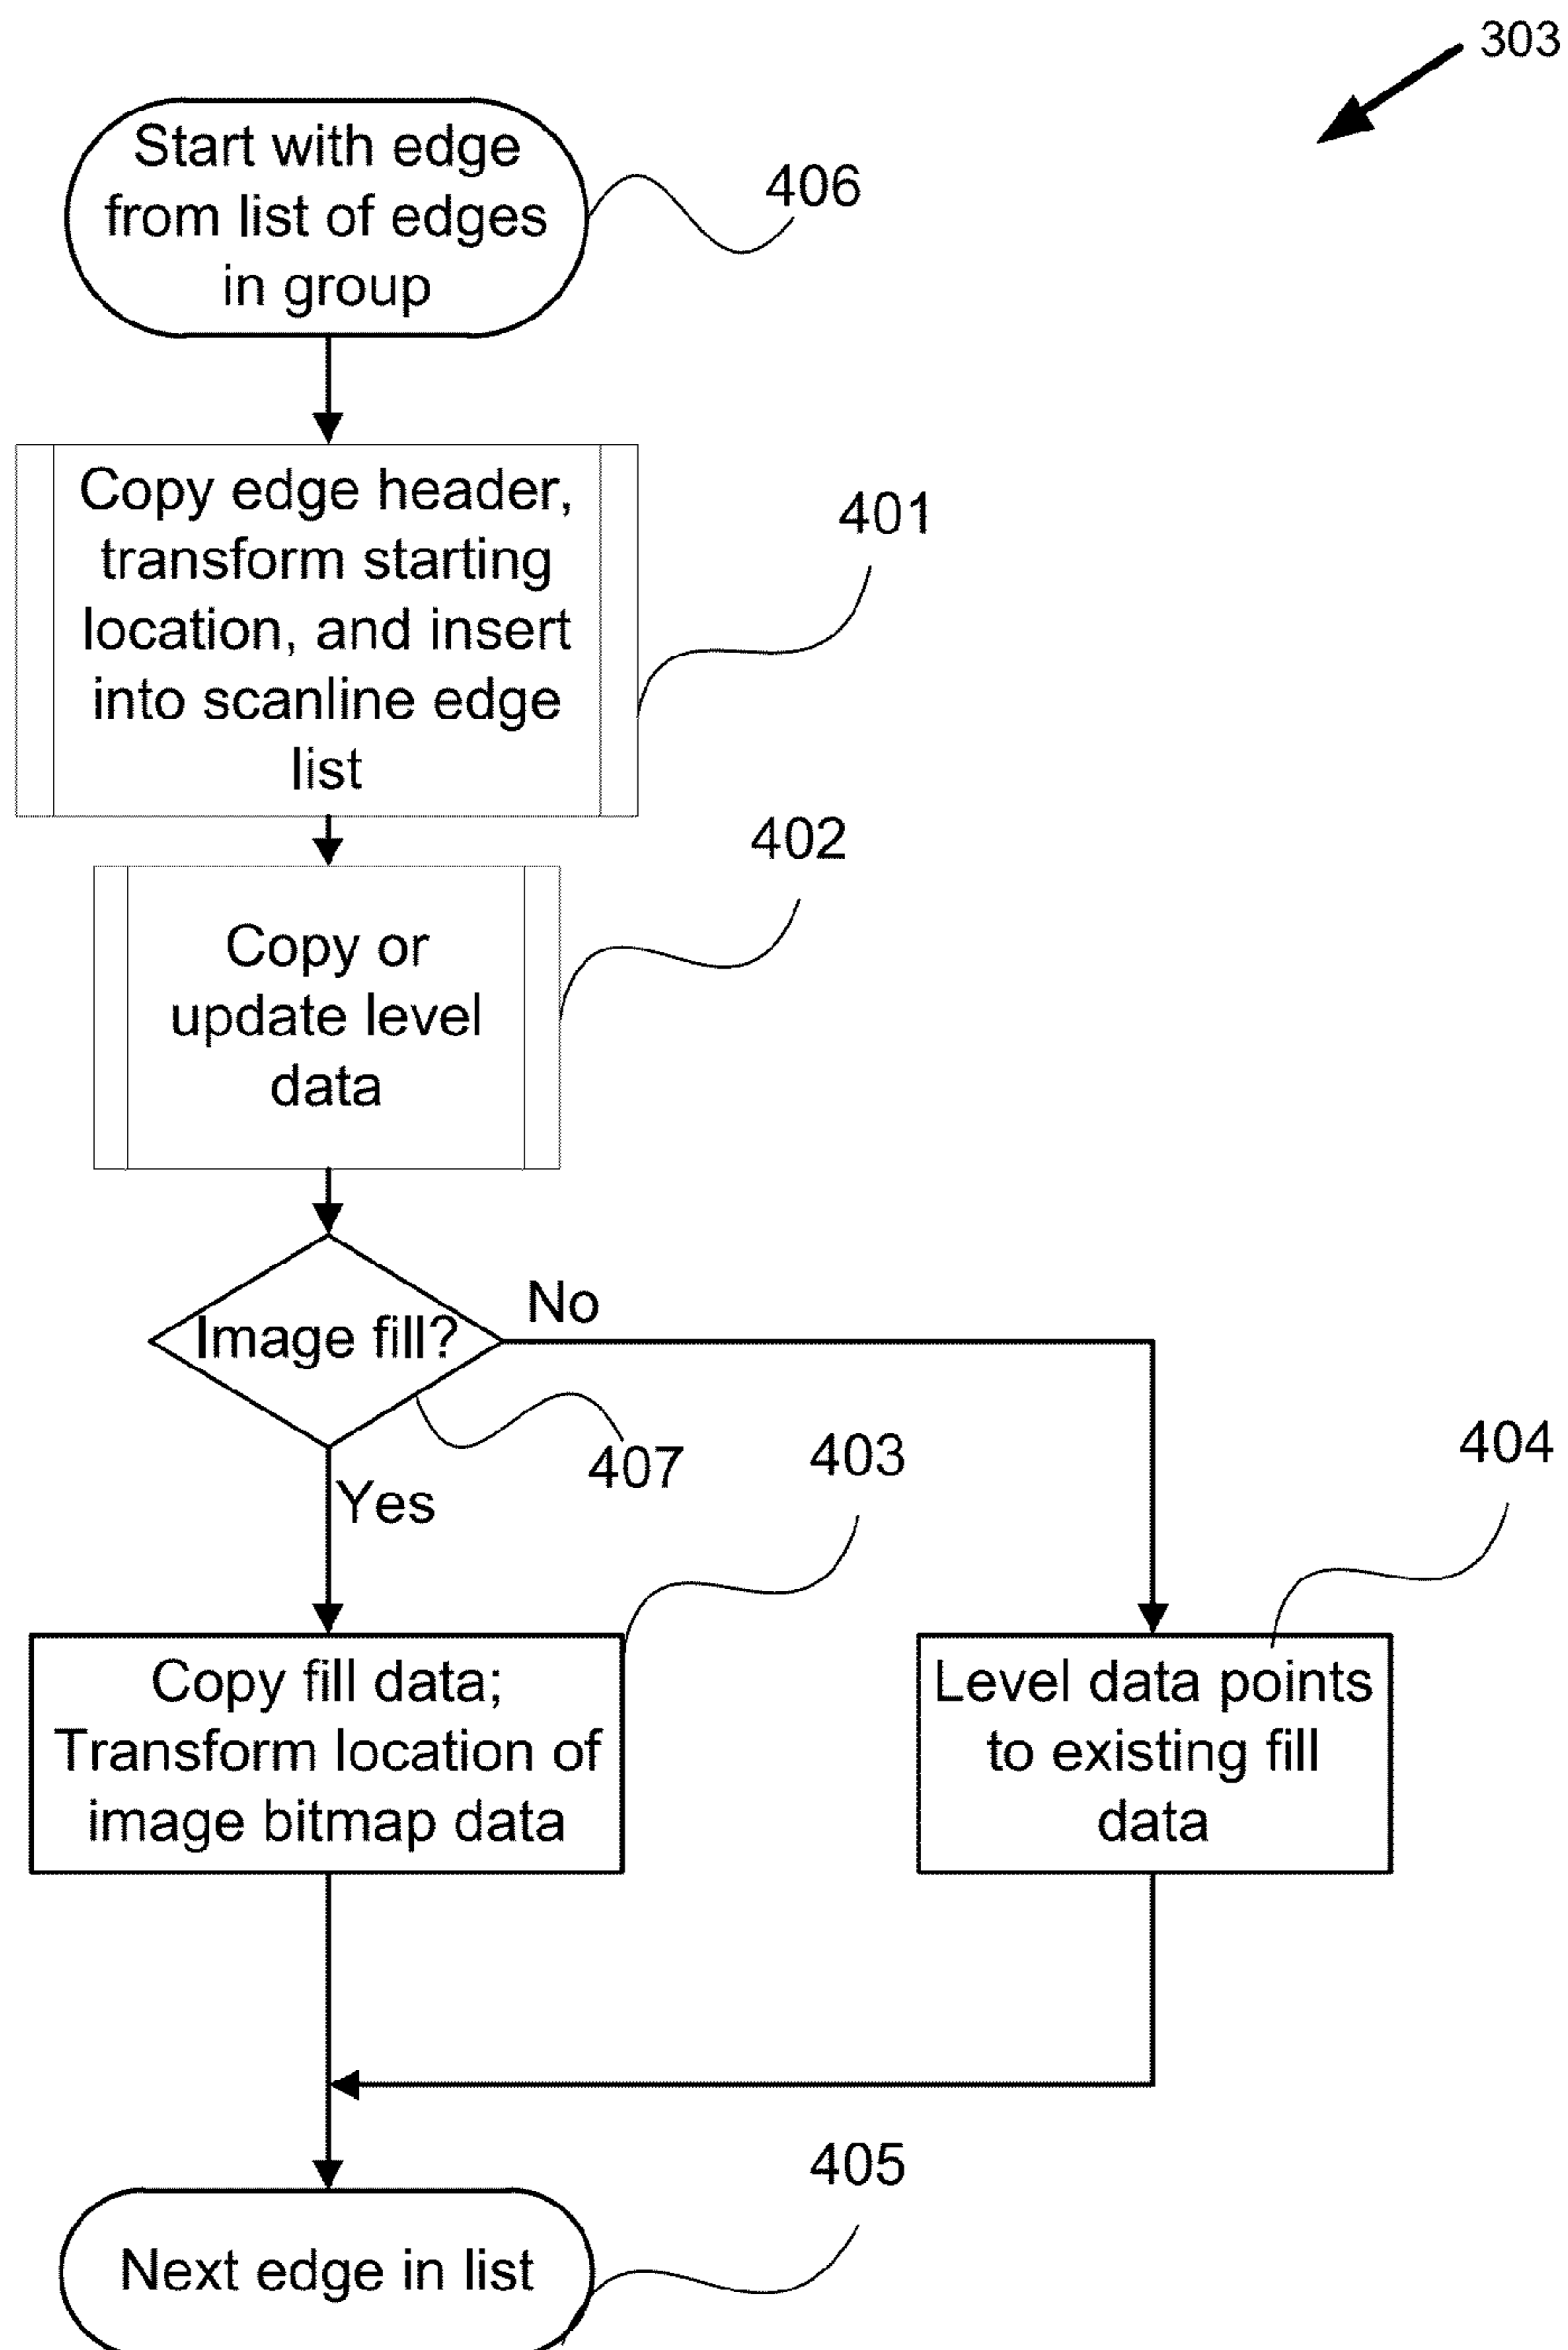 303
Start with edge
from list of edges
in group
406
Copy edge header,
transform starting
location, and insert
into scanline edge
list
401
402
Copy or
update level
data
Image fill?
No
407
Yes
403
404
Copy fill data;
Transform location of
image bitmap data
Level data points
to existing fill
data
405
Next edge in list